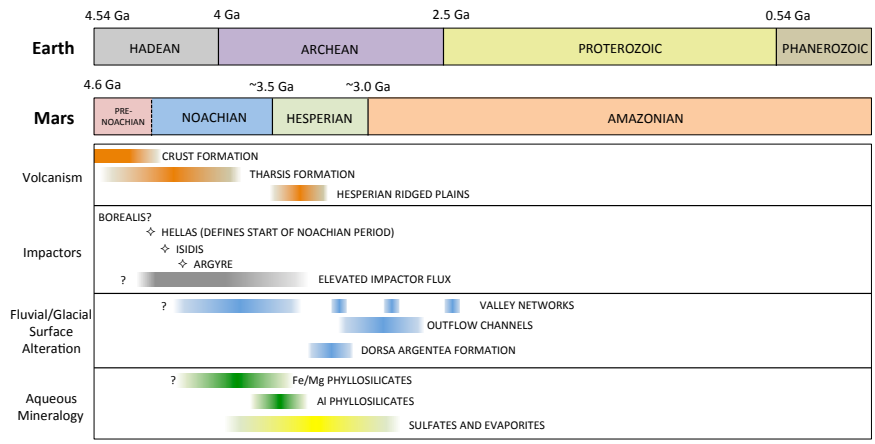 4.54 Ga 4 Ga 2.5 Ga 0.54 Ga
Earth HADEAN ARCHEAN PROTEROZOIC PHANEROZOIC
4.6 Ga ~3.5 Ga ~3.0 Ga
Mars PRE-
NOACHIAN NOACHIAN HESPERIAN AMAZONIAN
Volcanism
CRUST FORMATION
THARSIS FORMATION
HESPERIAN RIDGED PLAINS
Impactors
BOREALIS?
HELLAS (DEFINES START OF NOACHIAN PERIOD)
ISIDIS
ARGYRE
? ELEVATED IMPACTOR FLUX
Fluvial/Glacial
Surface
Alteration
? VALLEY NETWORKS
OUTFLOW CHANNELS
DORSA ARGENTEA FORMATION
Aqueous
Mineralogy
? Fe/Mg PHYLLOSILICATES
Al PHYLLOSILICATES
SULFATES AND EVAPORITES